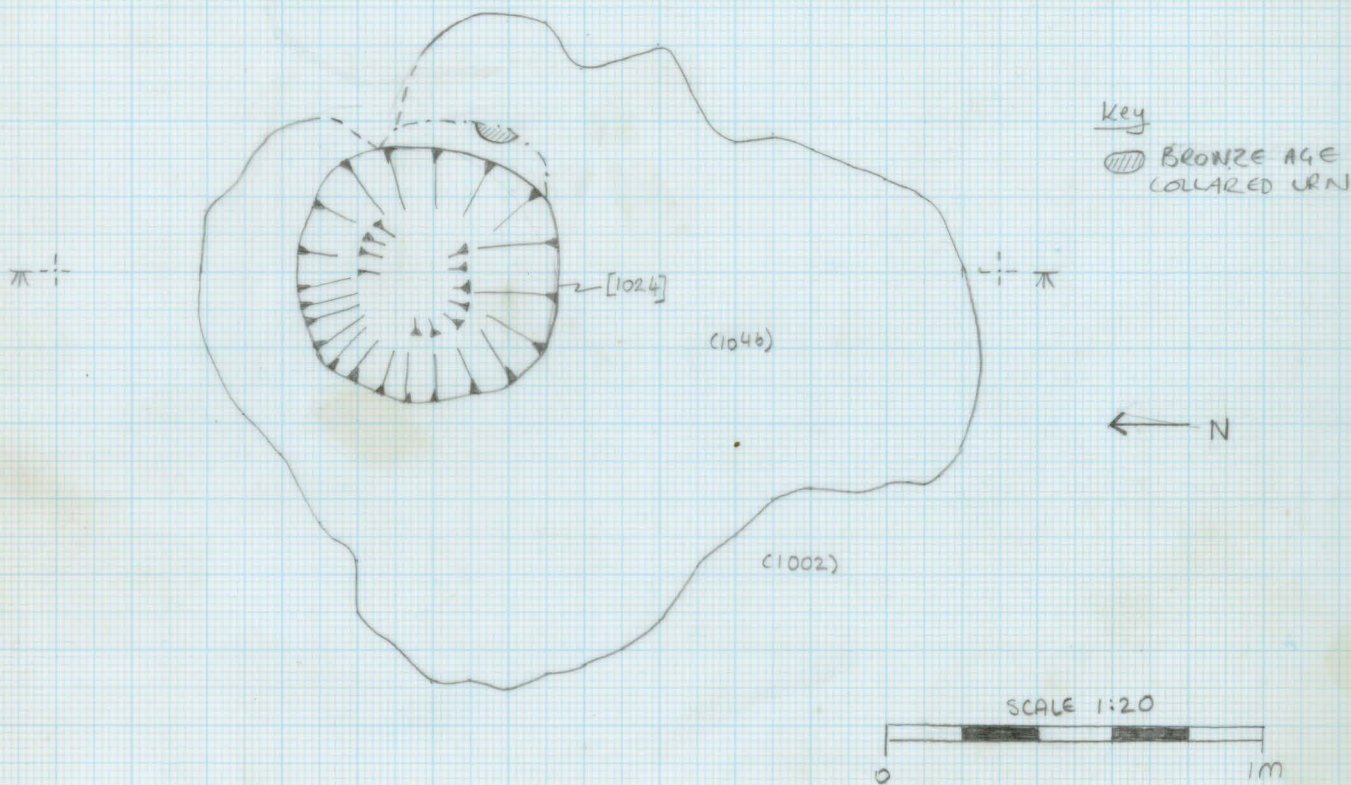 Key
BRONZE AGE
COLLARED URN
[1024]
(1046)
N
(1002)
SCALE 1:20
0 1m